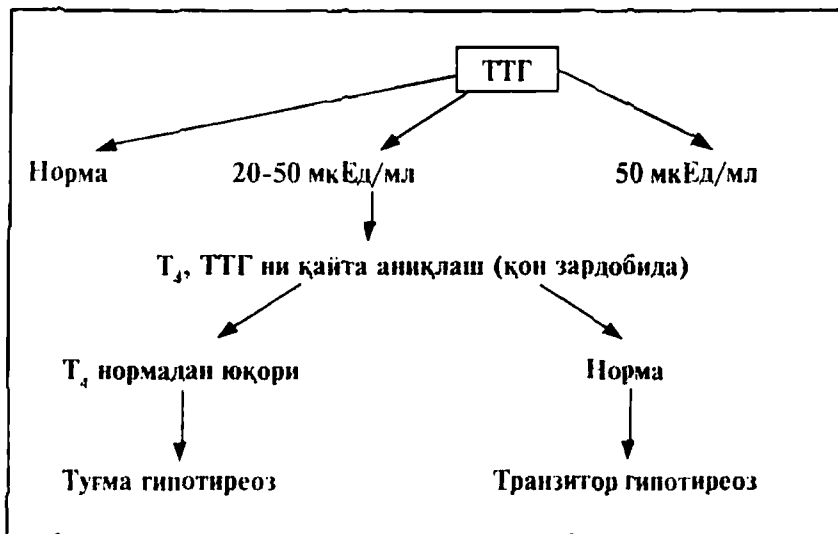 ТТГ
Норма
20-50 мкЕд/мл
50 мкЕд/мл
Т₄, ТТГ ни қайта аниқлаш (қон зардобида)
Т₄ нормадан юқори
Норма
Туғма гипотиреоз
Транзитор гипотиреоз